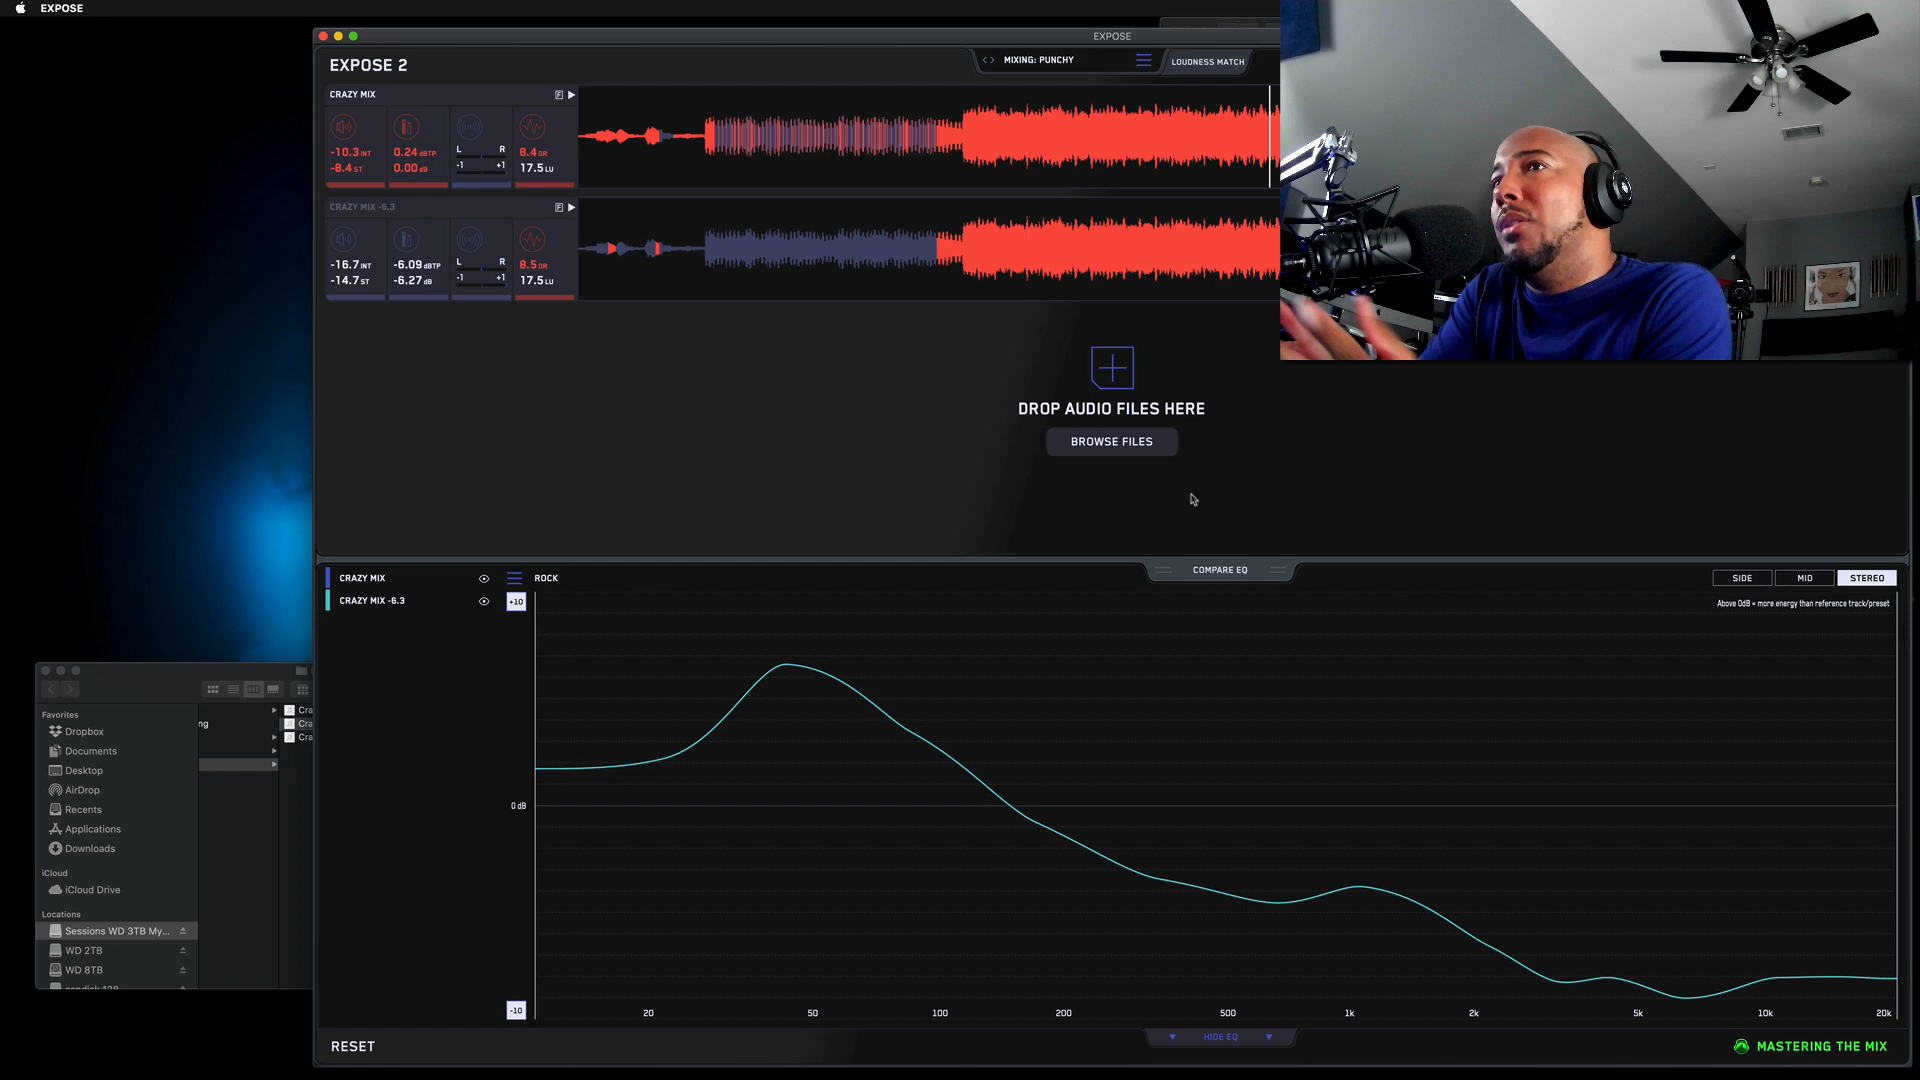 EXPOSE
EXPOSE
EXPOSE 2
MIXING: PUNCHY
LOUDNESS MATCH
CRAZY MIX
F
-10.3 INT
-8.4 ST
0.24 dBTP
0.00 dB
L R
-1 +1
8.4 DR
17.5 LU
CRAZY MIX -6.3
F
-16.7 INT
-14.7 ST
-6.09 dBTP
-6.27 dB
L R
-1 +1
8.5 DR
17.5 LU
DROP AUDIO FILES HERE
BROWSE FILES
COMPARE EQ
CRAZY MIX
CRAZY MIX -6.3
ROCK
SIDE
MID
STEREO
Above 0dB = more energy than reference track/preset
+10
0 dB
-10
20 50 100 200 500 1k 2k 5k 10k 20k
HIDE EQ
RESET
MASTERING THE MIX
Favorites
Dropbox
Documents
Desktop
AirDrop
Recents
Applications
Downloads
iCloud
iCloud Drive
Locations
Sessions WD 3TB My...
WD 2TB
WD 8TB
ng
Cra
Cra
Cra